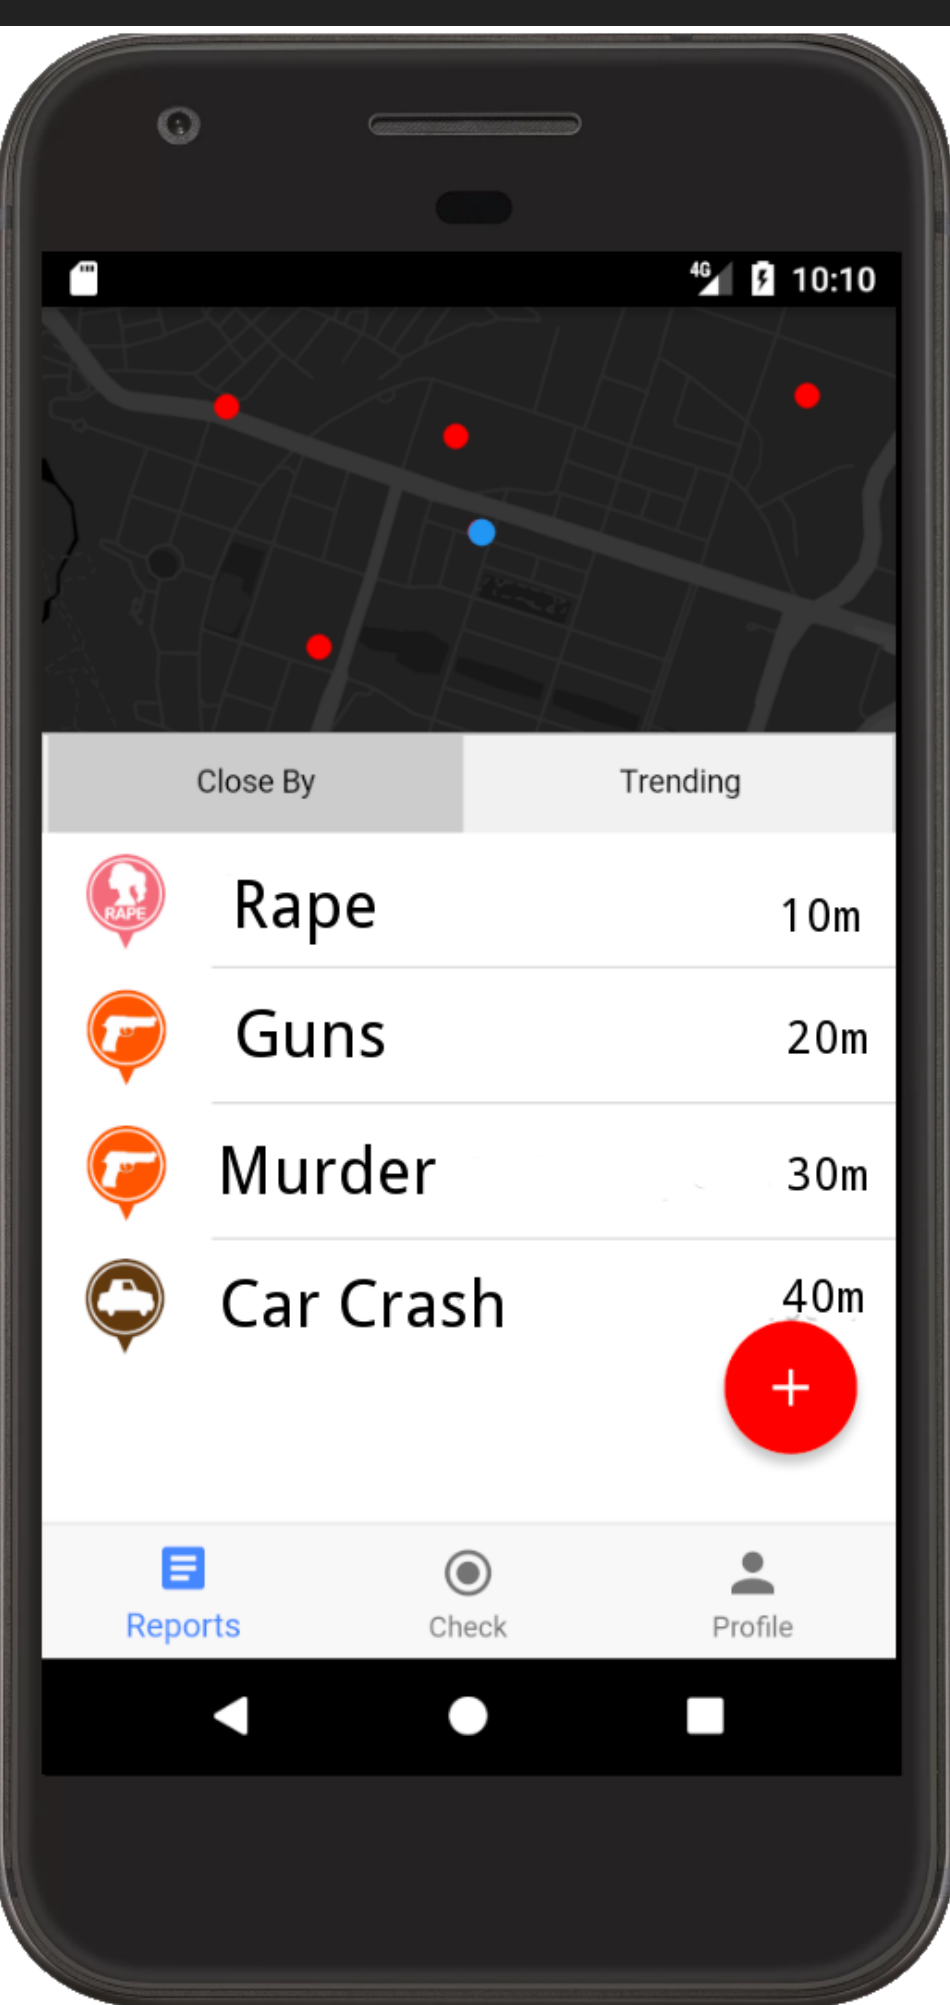 4G 10:10
Close By Trending
RAPE Rape 10m
Guns 20m
Murder 30m
Car Crash 40m
+
Reports Check Profile